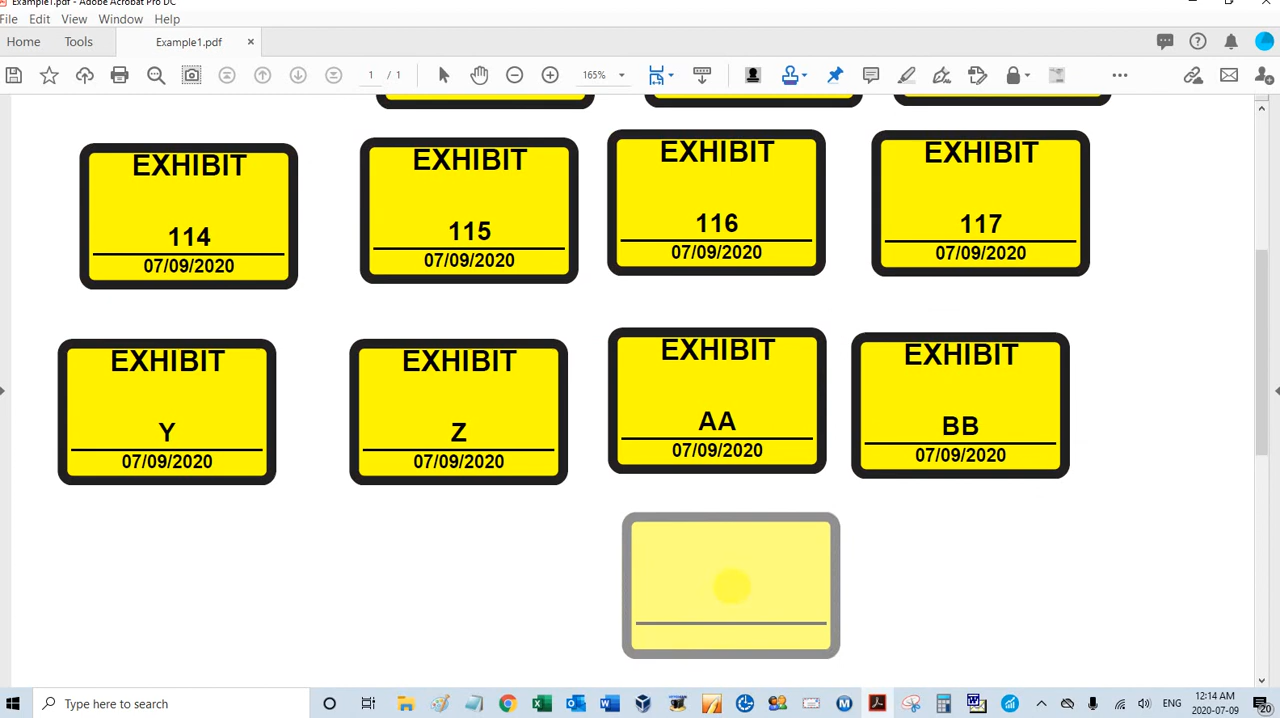 Example1.pdf - Adobe Acrobat Pro DC
File Edit View Window Help
Home Tools Example1.pdf ×
1 / 1 165%
EXHIBIT
114
07/09/2020
EXHIBIT
115
07/09/2020
EXHIBIT
116
07/09/2020
EXHIBIT
117
07/09/2020
EXHIBIT
Y
07/09/2020
EXHIBIT
Z
07/09/2020
EXHIBIT
AA
07/09/2020
EXHIBIT
BB
07/09/2020
Type here to search
ENG
12:14 AM
2020-07-09
20